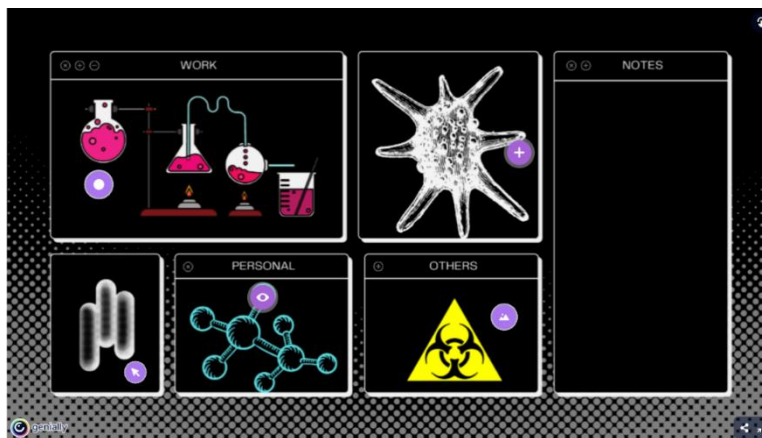 WORK
NOTES
PERSONAL
OTHERS
genially